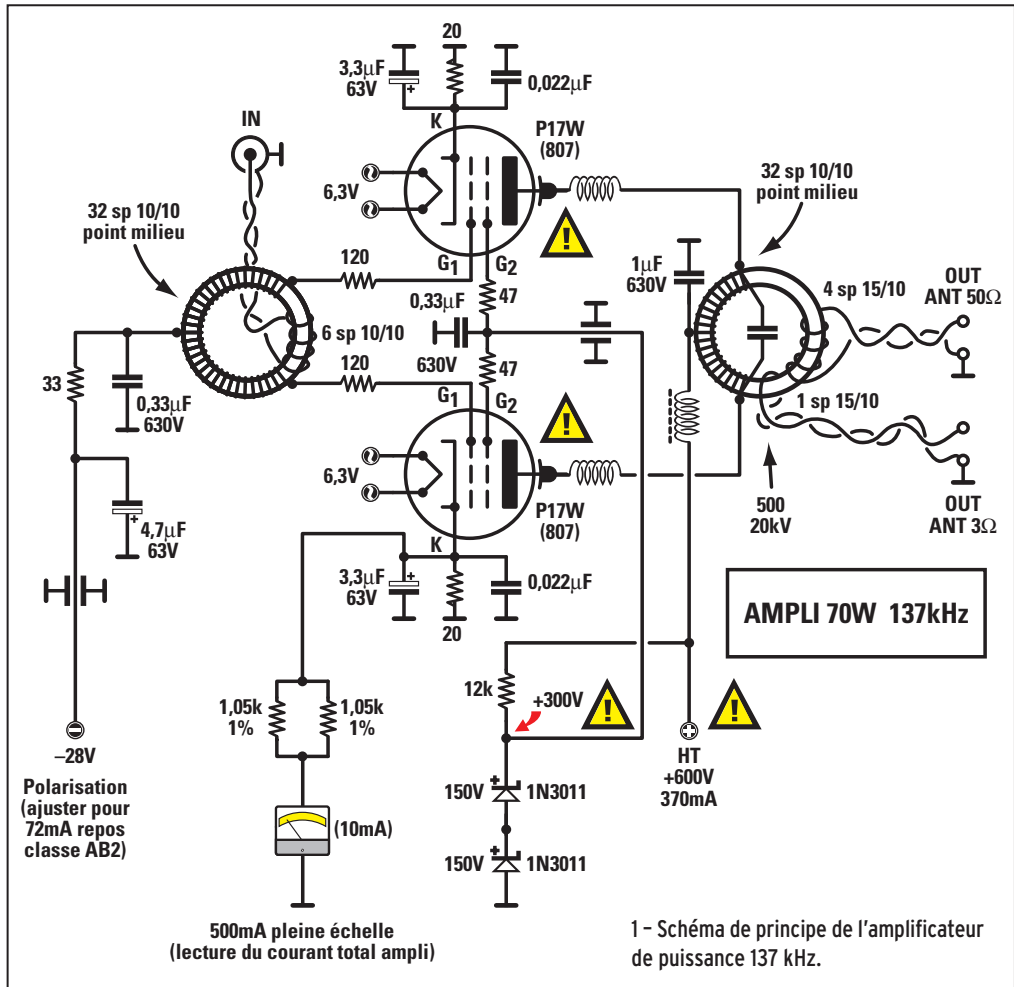 20
3,3µF
63V
0,022µF
K
IN
P17W
(807)
32 sp 10/10
point milieu
6,3V
32 sp 10/10
point milieu
120
G1
G2
1µF
630V
4 sp 15/10
OUT
ANT 50Ω
0,33µF
630V
47
6 sp 10/10
33
0,33µF
630V
120
47
G1
G2
1 sp 15/10
6,3V
P17W
(807)
500
20kV
OUT
ANT 3Ω
4,7µF
63V
K
3,3µF
63V
0,022µF
20
AMPLI 70W 137kHz
12k
+300V
1,05k
1%
1,05k
1%
–28V
HT
+600V
370mA
Polarisation
(ajuster pour
72mA repos
classe AB2)
150V
1N3011
(10mA)
150V
1N3011
500mA pleine échelle
(lecture du courant total ampli)
1 – Schéma de principe de l'amplificateur
de puissance 137 kHz.